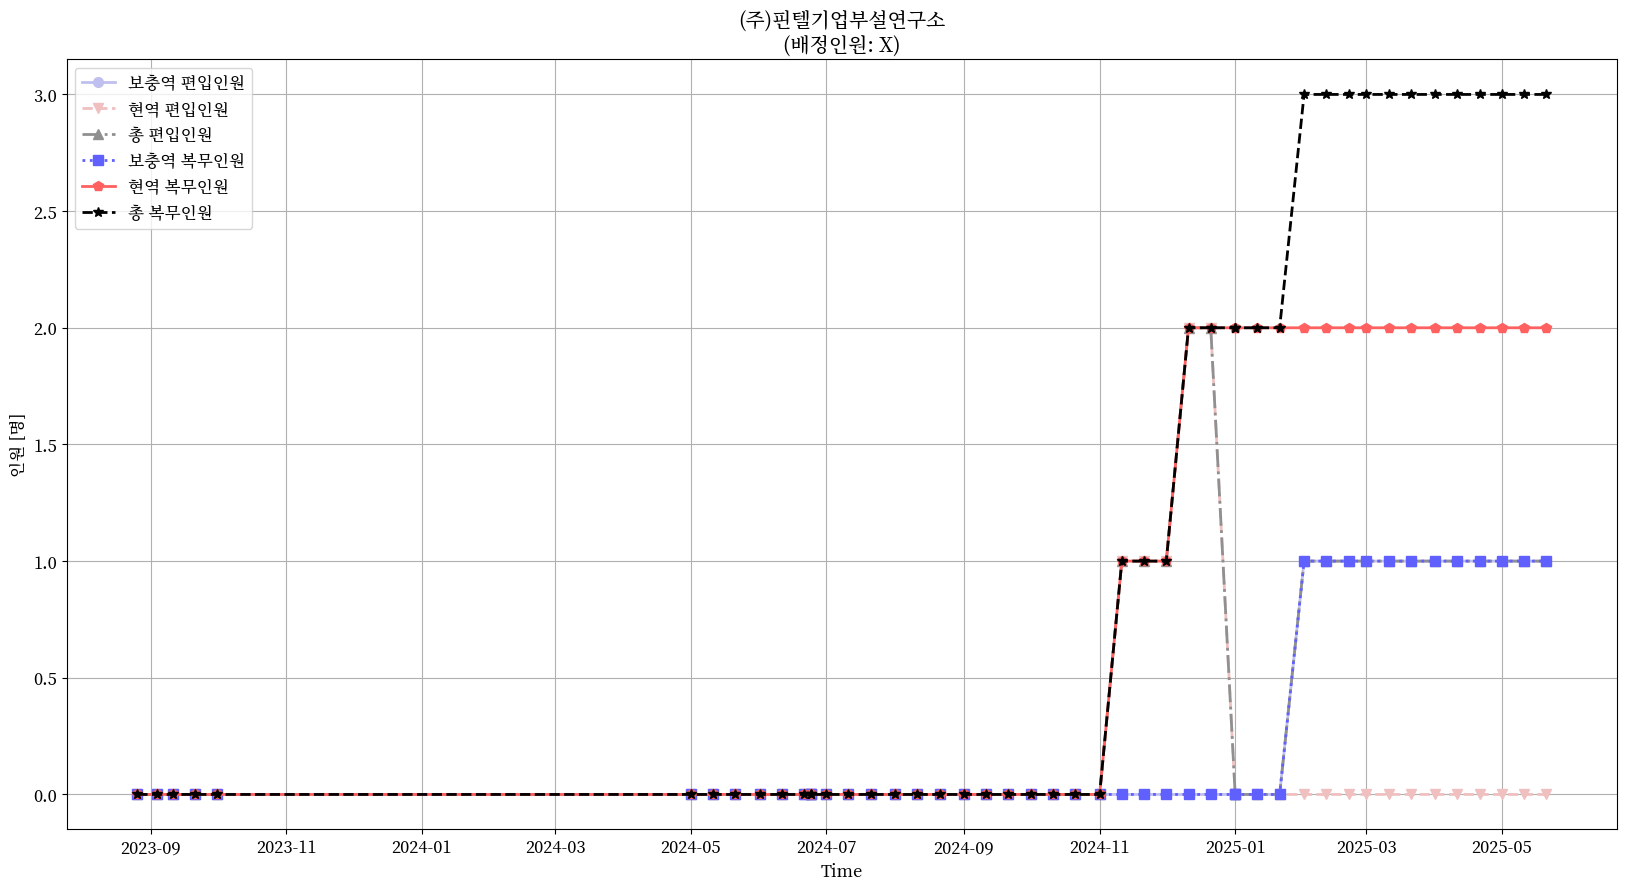 (주)핀텔기업부설연구소
(배정인원: X)
보충역 편입인원
현역 편입인원
총 편입인원
보충역 복무인원
현역 복무인원
총 복무인원
인원 [명]
3.0
2.5
2.0
1.5
1.0
0.5
0.0
2023-09
2023-11
2024-01
2024-03
2024-05
2024-07
2024-09
2024-11
2025-01
2025-03
2025-05
Time